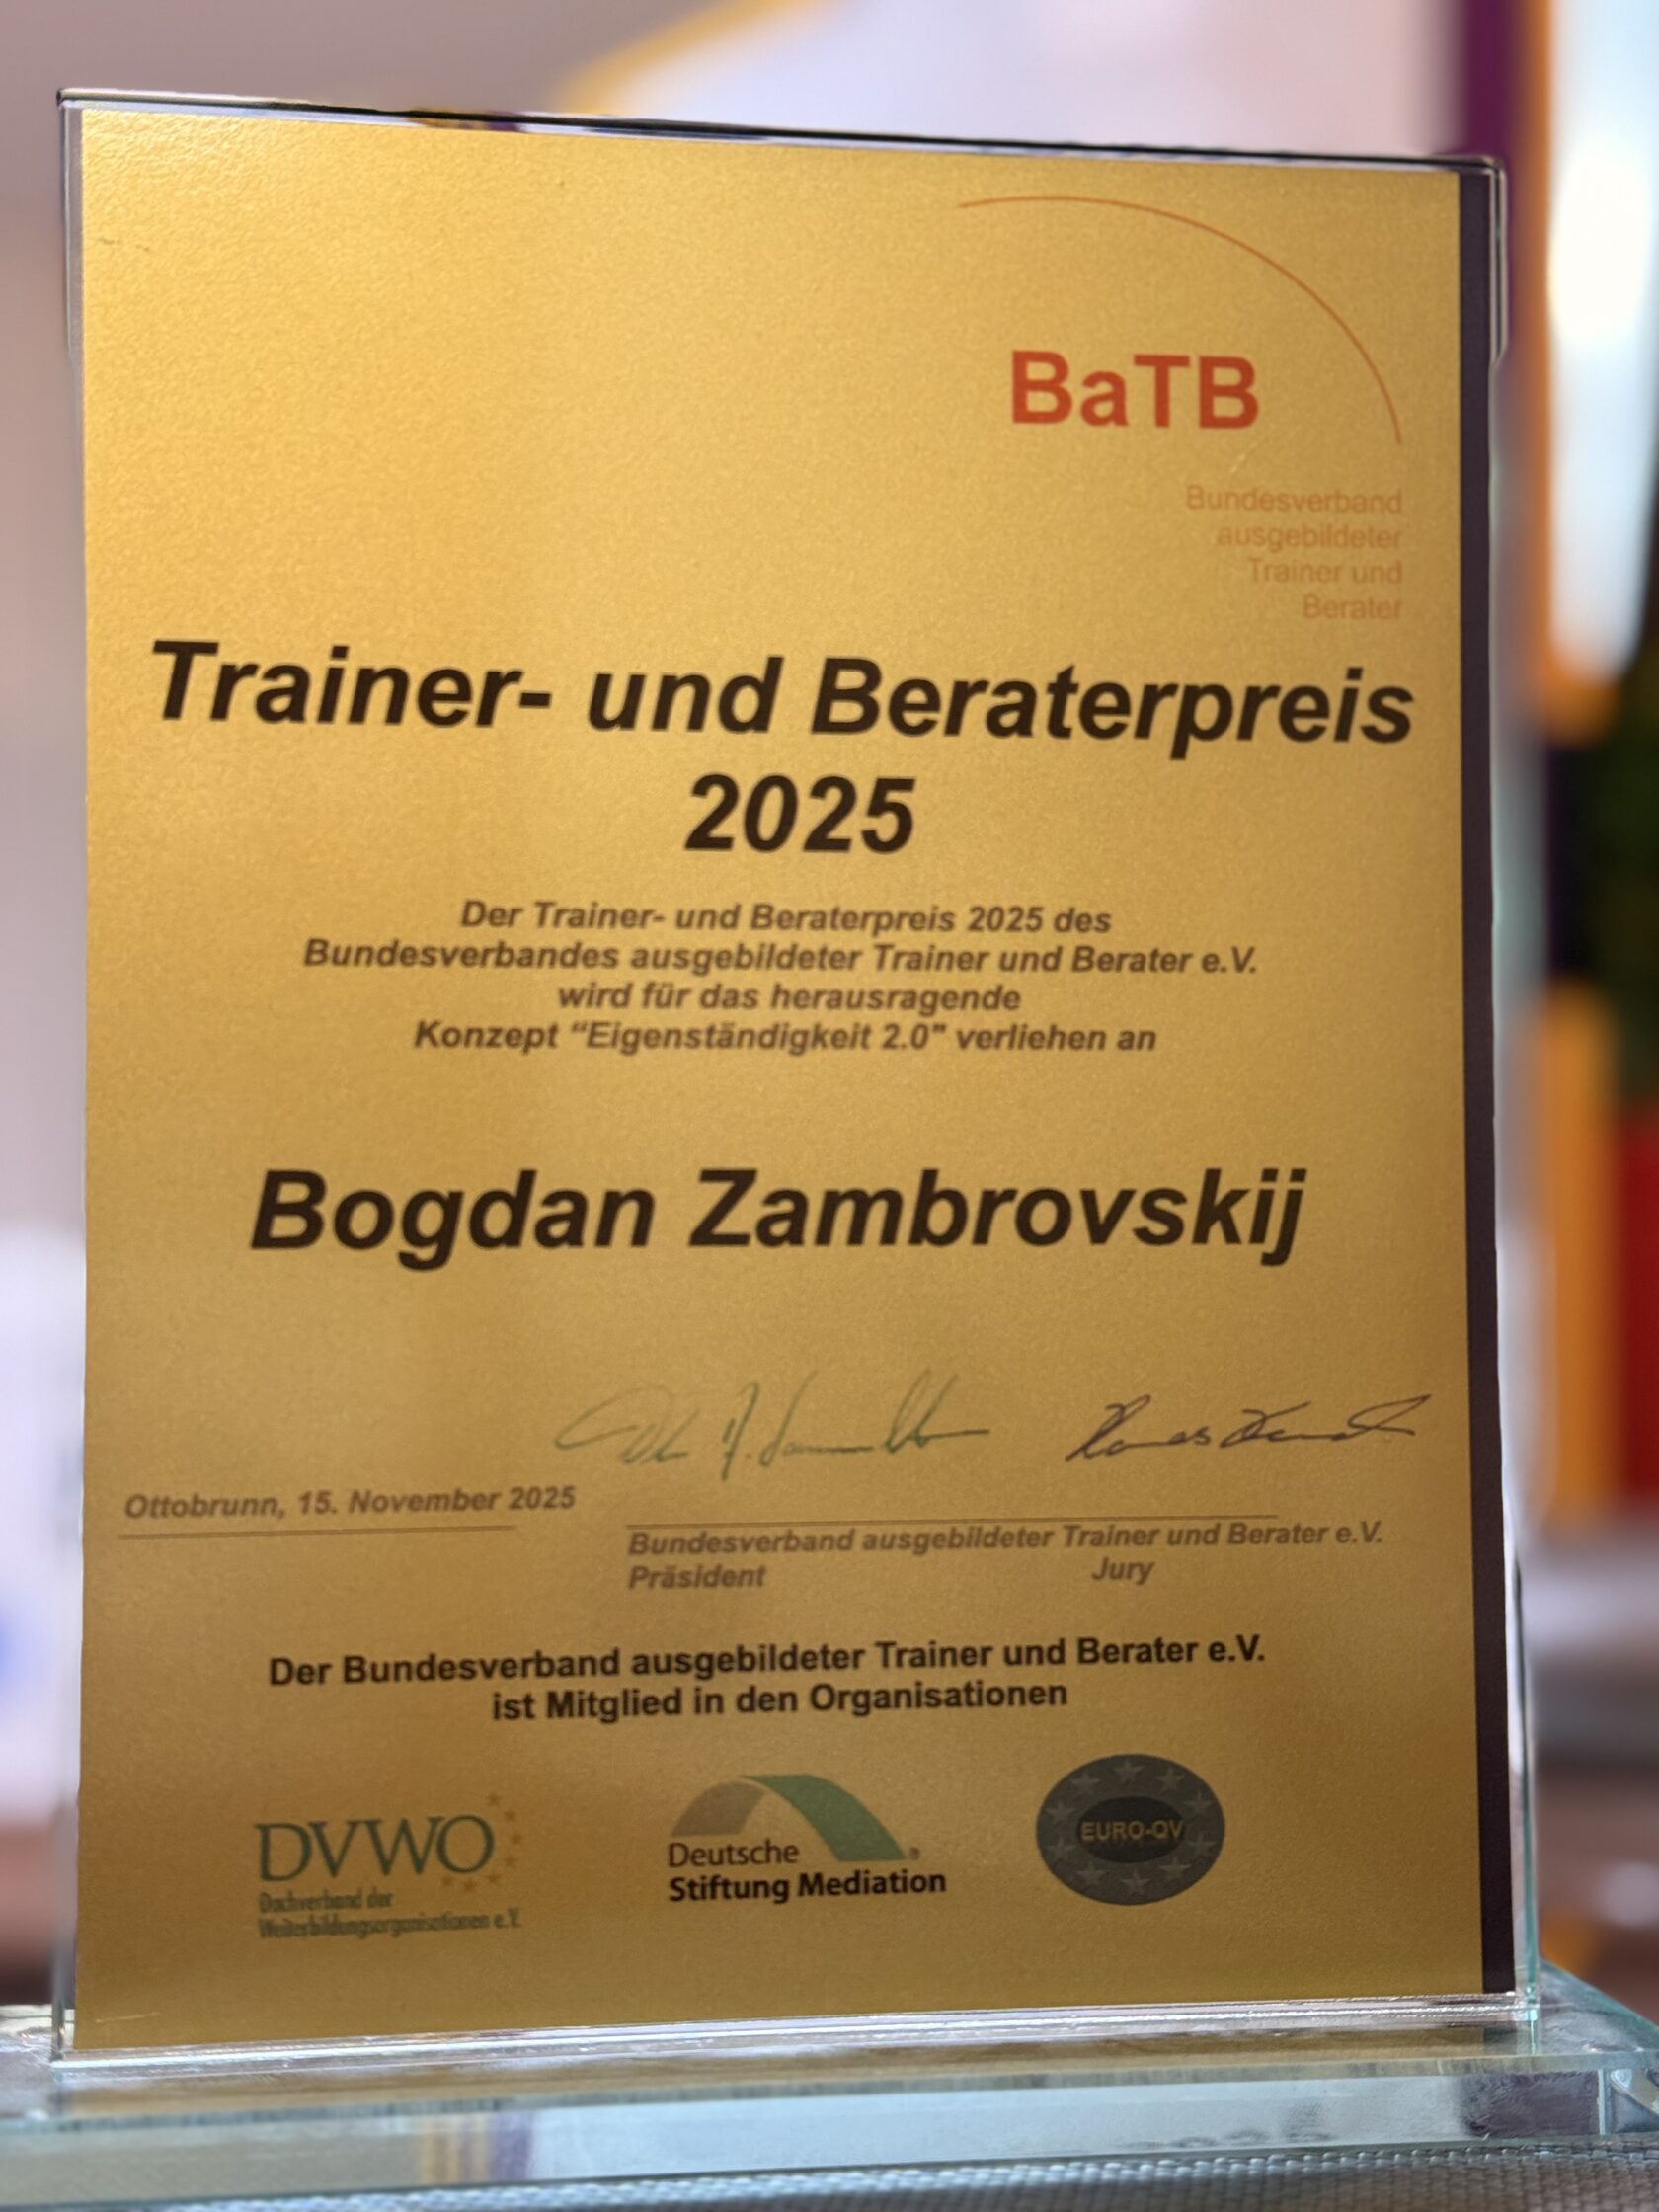 BaTB
Bundesverband
ausgebildeter
Trainer und
Berater
Trainer- und Beraterpreis
2025
Der Trainer- und Beraterpreis 2025 des
Bundesverbandes ausgebildeter Trainer und Berater e.V.
wird für das herausragende
Konzept “Eigenständigkeit 2.0" verliehen an
Bogdan Zambrovskij
Ottobrunn, 15. November 2025
Bundesverband ausgebildeter Trainer und Berater e.V.
Präsident Jury
Der Bundesverband ausgebildeter Trainer und Berater e.V.
ist Mitglied in den Organisationen
DVWO
Dachverband der
Weiterbildungsorganisationen e.V.
Deutsche ®
Stiftung Mediation
EURO-QV